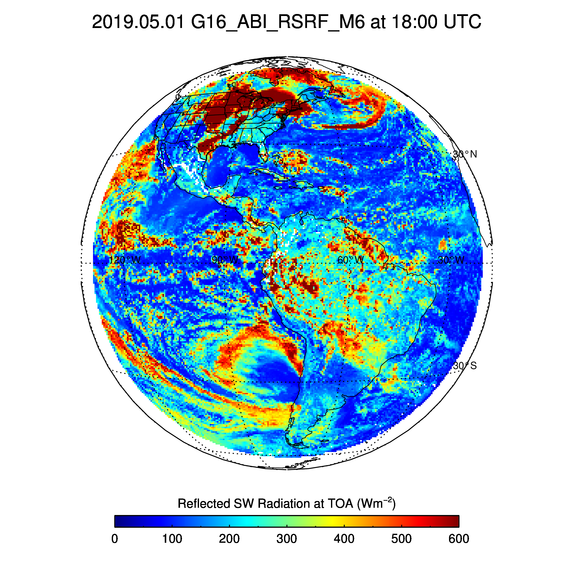 2019.05.01 G16_ABI_RSRF_M6 at 18:00 UTC
30°N
120°W 90°W 60°W 30°W
30°S
Reflected SW Radiation at TOA (Wm⁻²)
0 100 200 300 400 500 600